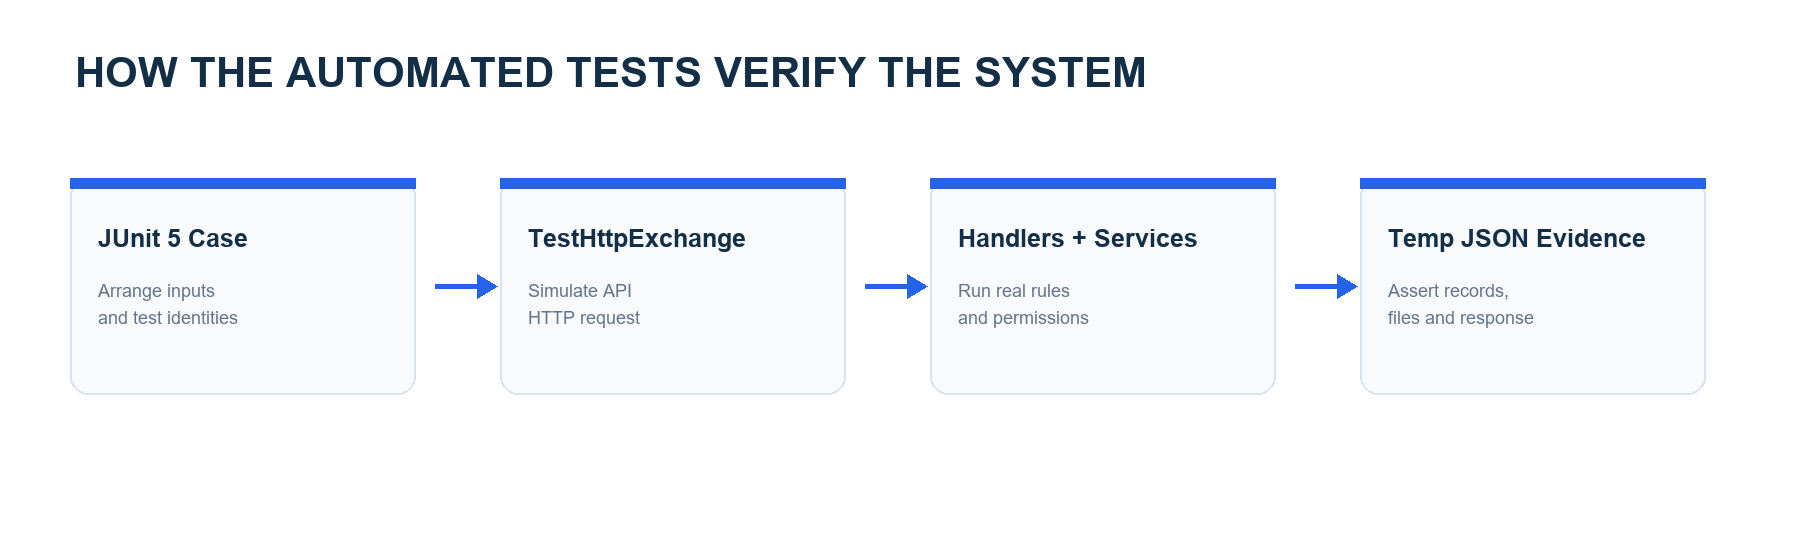 HOW THE AUTOMATED TESTS VERIFY THE SYSTEM
JUnit 5 Case
Arrange inputs
and test identities
TestHttpExchange
Simulate API
HTTP request
Handlers + Services
Run real rules
and permissions
Temp JSON Evidence
Assert records,
files and response